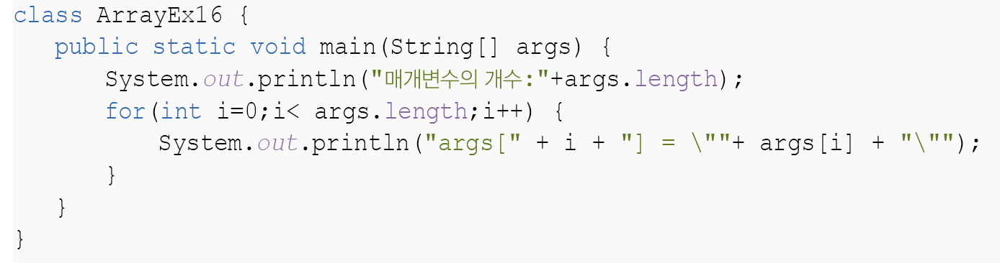 class ArrayEx16 {
public static void main(String[] args) {
System.out.println("매개변수의 개수:"+args.length);
for(int i=0;i< args.length;i++) {
System.out.println("args[" + i + "] = \""+ args[i] + "\"");
}
}
}